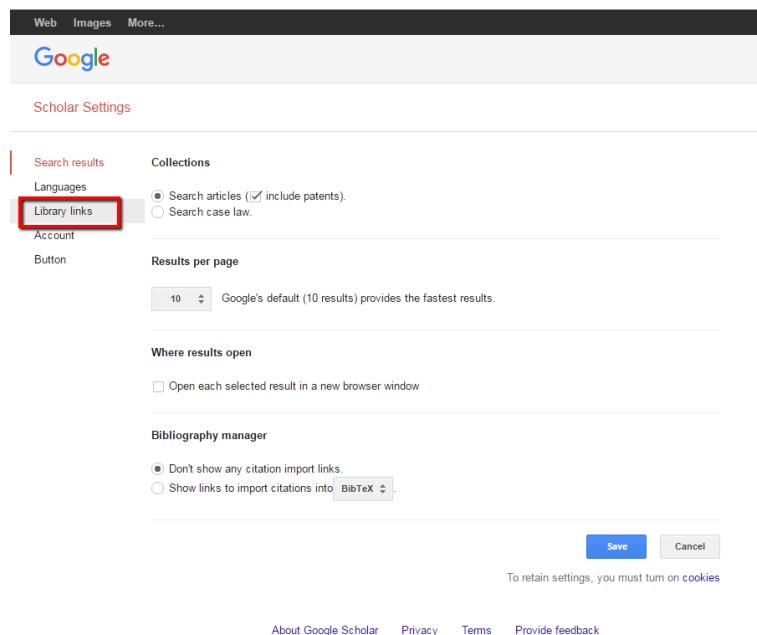 Web Images More...
Google
Scholar Settings
Search results
Languages
Library links
Account
Button
Collections
Search articles ( include patents).
Search case law.
Results per page
10 Google's default (10 results) provides the fastest results.
Where results open
Open each selected result in a new browser window
Bibliography manager
Don't show any citation import links.
Show links to import citations into BibTeX .
Save Cancel
To retain settings, you must turn on cookies
About Google Scholar Privacy Terms Provide feedback